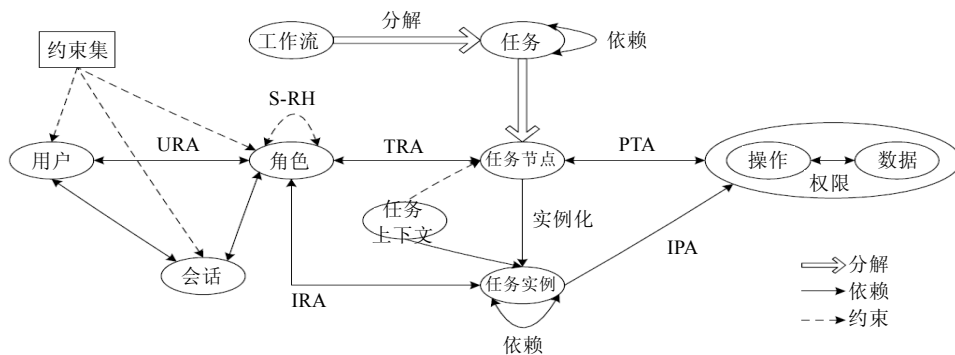 分解
工作流
任务
依赖
约束集
S-RH
用户
URA
角色
TRA
任务节点
PTA
操作
数据
权限
任务
上下文
实例化
IPA
会话
IRA
任务实例
依赖
分解
依赖
约束